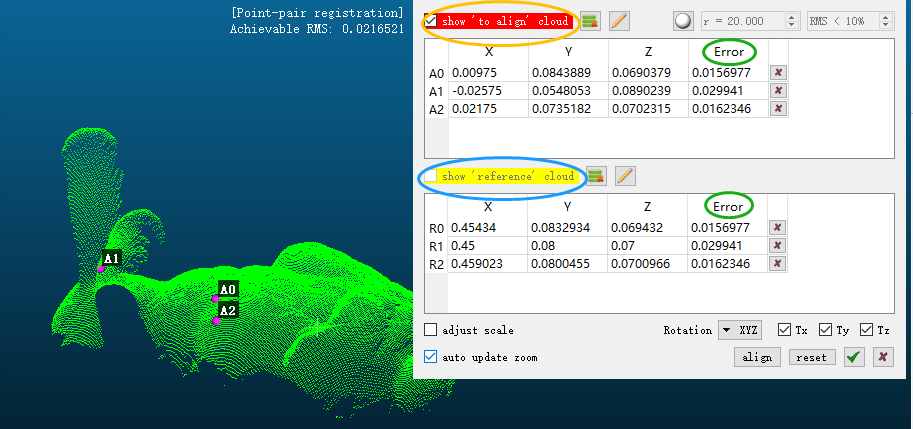 [Point-pair registration]
Achievable RMS: 0.0216521
show 'to align' cloud r = 20.000 RMS < 10%
X Y Z Error
A0 0.00975 0.0843889 0.0690379 0.0156977
A1 -0.02575 0.0548053 0.0890239 0.029941
A2 0.02175 0.0735182 0.0702315 0.0162346
show 'reference' cloud
X Y Z Error
R0 0.45434 0.0832934 0.069432 0.0156977
R1 0.45 0.08 0.07 0.029941
R2 0.459023 0.0800455 0.0700966 0.0162346
adjust scale Rotation XYZ Tx Ty Tz
auto update zoom align reset
A1
A0
A2